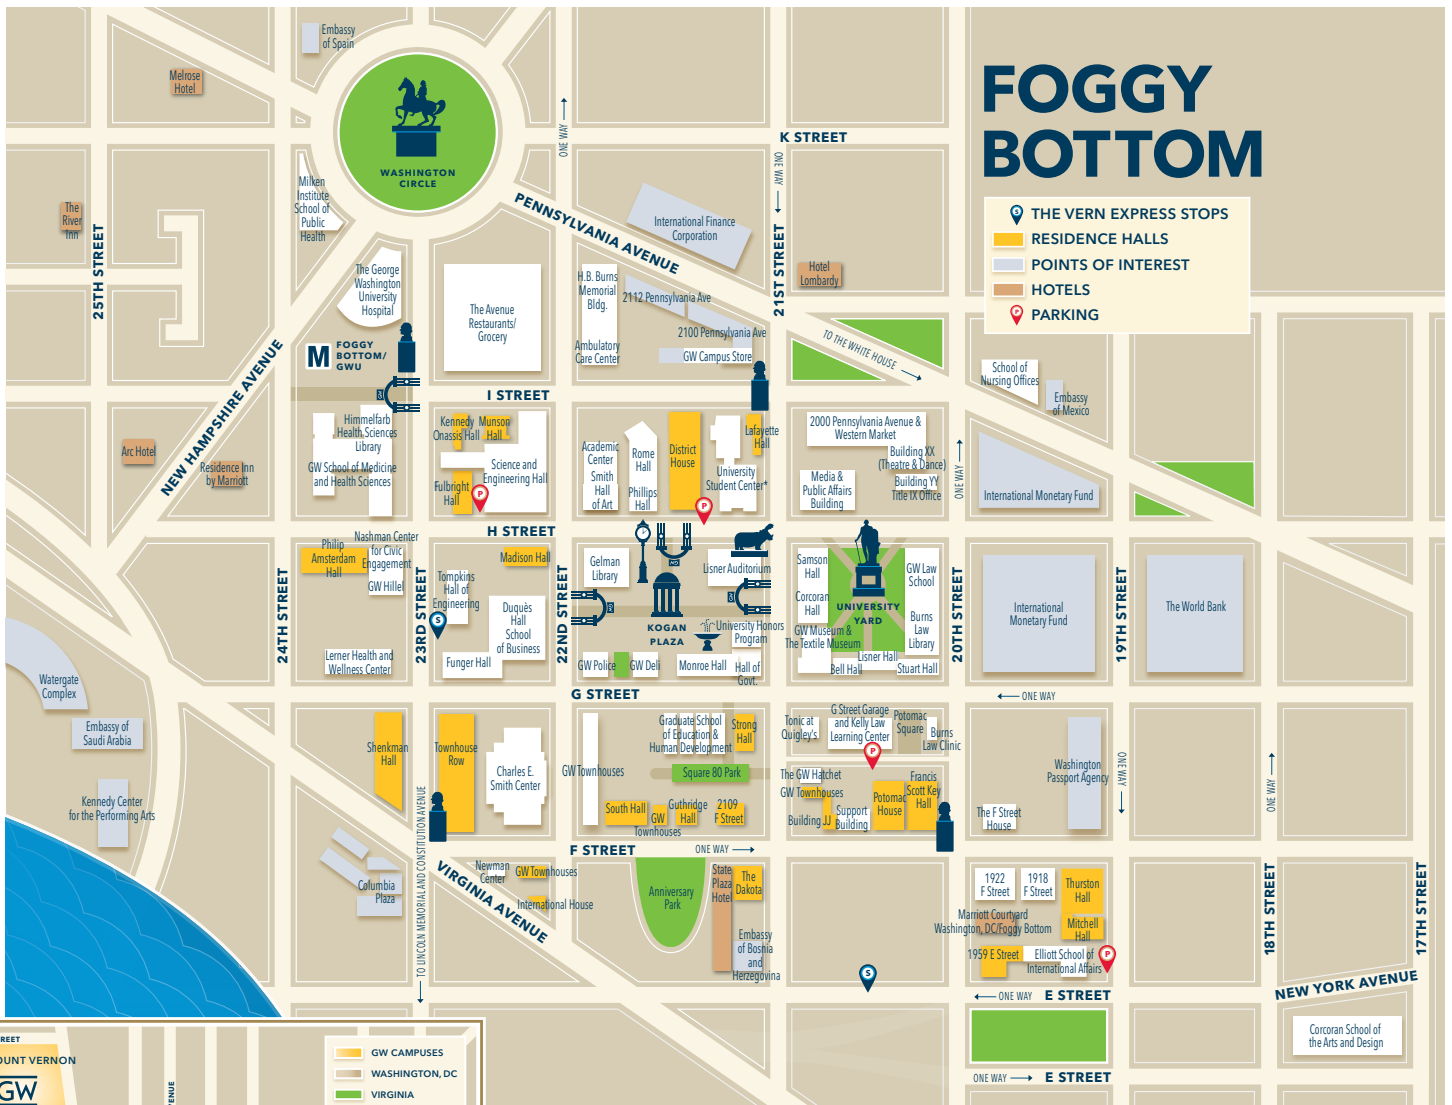 FOGGY
BOTTOM
S THE VERN EXPRESS STOPS
RESIDENCE HALLS
POINTS OF INTEREST
HOTELS
P PARKING
Embassy
of Spain
Melrose
Hotel
WASHINGTON
CIRCLE
ONE WAY
K STREET
ONE WAY
Milken
Institute
School of
Public
Health
The
River
Inn
25TH STREET
PENNSYLVANIA AVENUE
International Finance
Corporation
21ST STREET
Hotel
Lombardy
The George
Washington
University
Hospital
The Avenue
Restaurants/
Grocery
H.B. Burns
Memorial
Bldg.
2112 Pennsylvania Ave
2100 Pennsylvania Ave
Ambulatory
Care Center
GW Campus Store
TO THE WHITE HOUSE
M
FOGGY
BOTTOM/
GWU
NEW HAMPSHIRE AVENUE
School of
Nursing Offices
Embassy
of Mexico
I STREET
Himmelfarb
Health Sciences
Library
GW School of Medicine
and Health Sciences
Arc Hotel
Residence Inn
by Marriott
Kennedy
Onassis Hall
Munson
Hall
Science and
Engineering Hall
Fulbright
Hall
P
Academic
Center
Smith
Hall
of Art
Rome
Hall
Phillips
Hall
District
House
P
Lafayette
Hall
University
Student Center*
2000 Pennsylvania Avenue &
Western Market
Building XX
(Theatre & Dance)
Building YY
Title IX Office
Media &
Public Affairs
Building
ONE WAY
International Monetary Fund
H STREET
Philip
Amsterdam
Hall
Nashman Center
for Civic
Engagement
GW Hillel
24TH STREET
23RD STREET
Tompkins
Hall of
Engineering
S
Madison Hall
Duquès
Hall
School
of Business
Funger Hall
Lerner Health and
Wellness Center
22ND STREET
Gelman
Library
Lisner Auditorium
KOGAN
PLAZA
University Honors
Program
GW Police
GW Deli
Monroe Hall
Hall of
Govt.
Samson
Hall
Corcoran
Hall
GW Museum &
The Textile Museum
UNIVERSITY
YARD
GW Law
School
Burns
Law
Library
Lisner Hall
Bell Hall
Stuart Hall
20TH STREET
International
Monetary Fund
19TH STREET
The World Bank
G STREET
ONE WAY
Watergate
Complex
Embassy of
Saudi Arabia
Kennedy Center
for the Performing Arts
Shenkman
Hall
Townhouse
Row
Charles E.
Smith Center
GW Townhouses
Graduate School
of Education &
Human Development
Strong
Hall
Square 80 Park
South Hall
GW
Townhouses
Guthridge
Hall
2109
F Street
Tonic at
Quigley's
G Street Garage
and Kelly Law
Learning Center
P
Potomac
Square
Burns
Law Clinic
The GW Hatchet
GW Townhouses
Building JJ
Support
Building
Potomac
House
Francis
Scott Key
Hall
Washington
Passport Agency
The F Street
House
ONE WAY
ONE WAY
TO LINCOLN MEMORIAL AND CONSTITUTION AVENUE
F STREET
ONE WAY
VIRGINIA AVENUE
Columbia
Plaza
Newman
Center
GW Townhouses
International House
Anniversary
Park
State
Plaza
Hotel
The
Dakota
Embassy
of Bosnia
and
Herzegovina
S
1922
F Street
1918
F Street
Thurston
Hall
Marriott Courtyard
Washington, DC/Foggy Bottom
Mitchell
Hall
1959 E Street
Elliott School of
International Affairs
P
18TH STREET
17TH STREET
ONE WAY
E STREET
NEW YORK AVENUE
Corcoran School of
the Arts and Design
ONE WAY
E STREET
REET
OUNT VERNON
GW
VENUE
GW CAMPUSES
WASHINGTON, DC
VIRGINIA